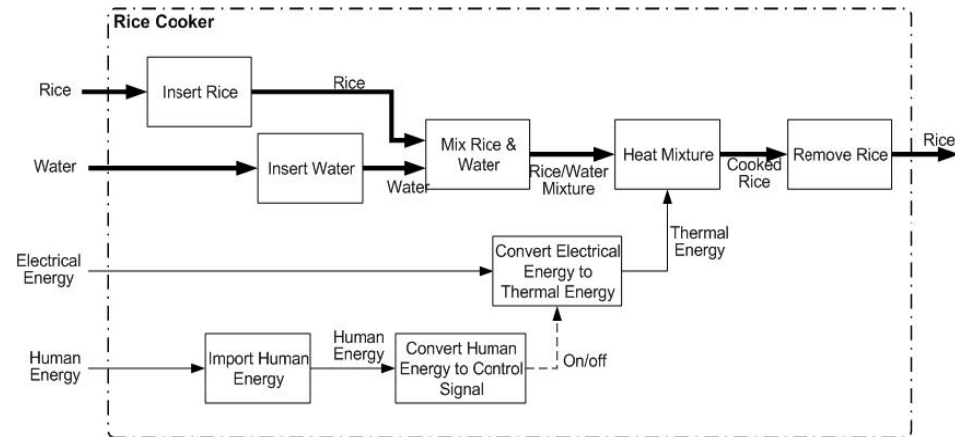 Rice Cooker
Rice
Insert Rice
Rice
Water
Insert Water
Water
Mix Rice &
Water
Rice/Water
Mixture
Heat Mixture
Cooked
Rice
Remove Rice
Rice
Electrical
Energy
Convert Electrical
Energy to
Thermal Energy
Thermal
Energy
Human
Energy
Import Human
Energy
Human
Energy
Convert Human
Energy to Control
Signal
On/off